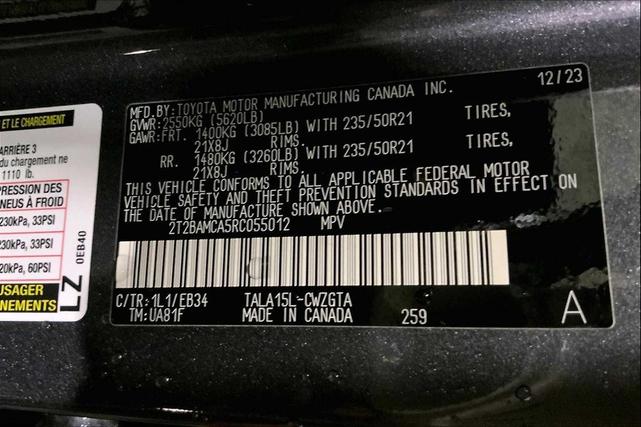 ET LE CHARGEMENT
ARRIÈRE 3
du chargement ne
1110 lb.
PRESSION DES
PNEUS À FROID
230kPa, 33PSI
230kPa, 33PSI
420kPa, 60PSI
USAGER
LZ 0EB40
12/23
MFD.BY:TOYOTA MOTOR MANUFACTURING CANADA INC.
GVWR:2550KG (5620LB)
GAWR:FRT. 1400KG (3085LB) WITH 235/50R21 TIRES,
21X8J RIMS.
RR. 1480KG (3260LB) WITH 235/50R21 TIRES,
21X8J RIMS.
THIS VEHICLE CONFORMS TO ALL APPLICABLE FEDERAL MOTOR
VEHICLE SAFETY AND THEFT PREVENTION STANDARDS IN EFFECT ON
THE DATE OF MANUFACTURE SHOWN ABOVE.
2T2BAMCA5RC055012 MPV
C/TR:1L1/EB34 TALA15L-CWZGTA
TM:UA81F MADE IN CANADA 259 A